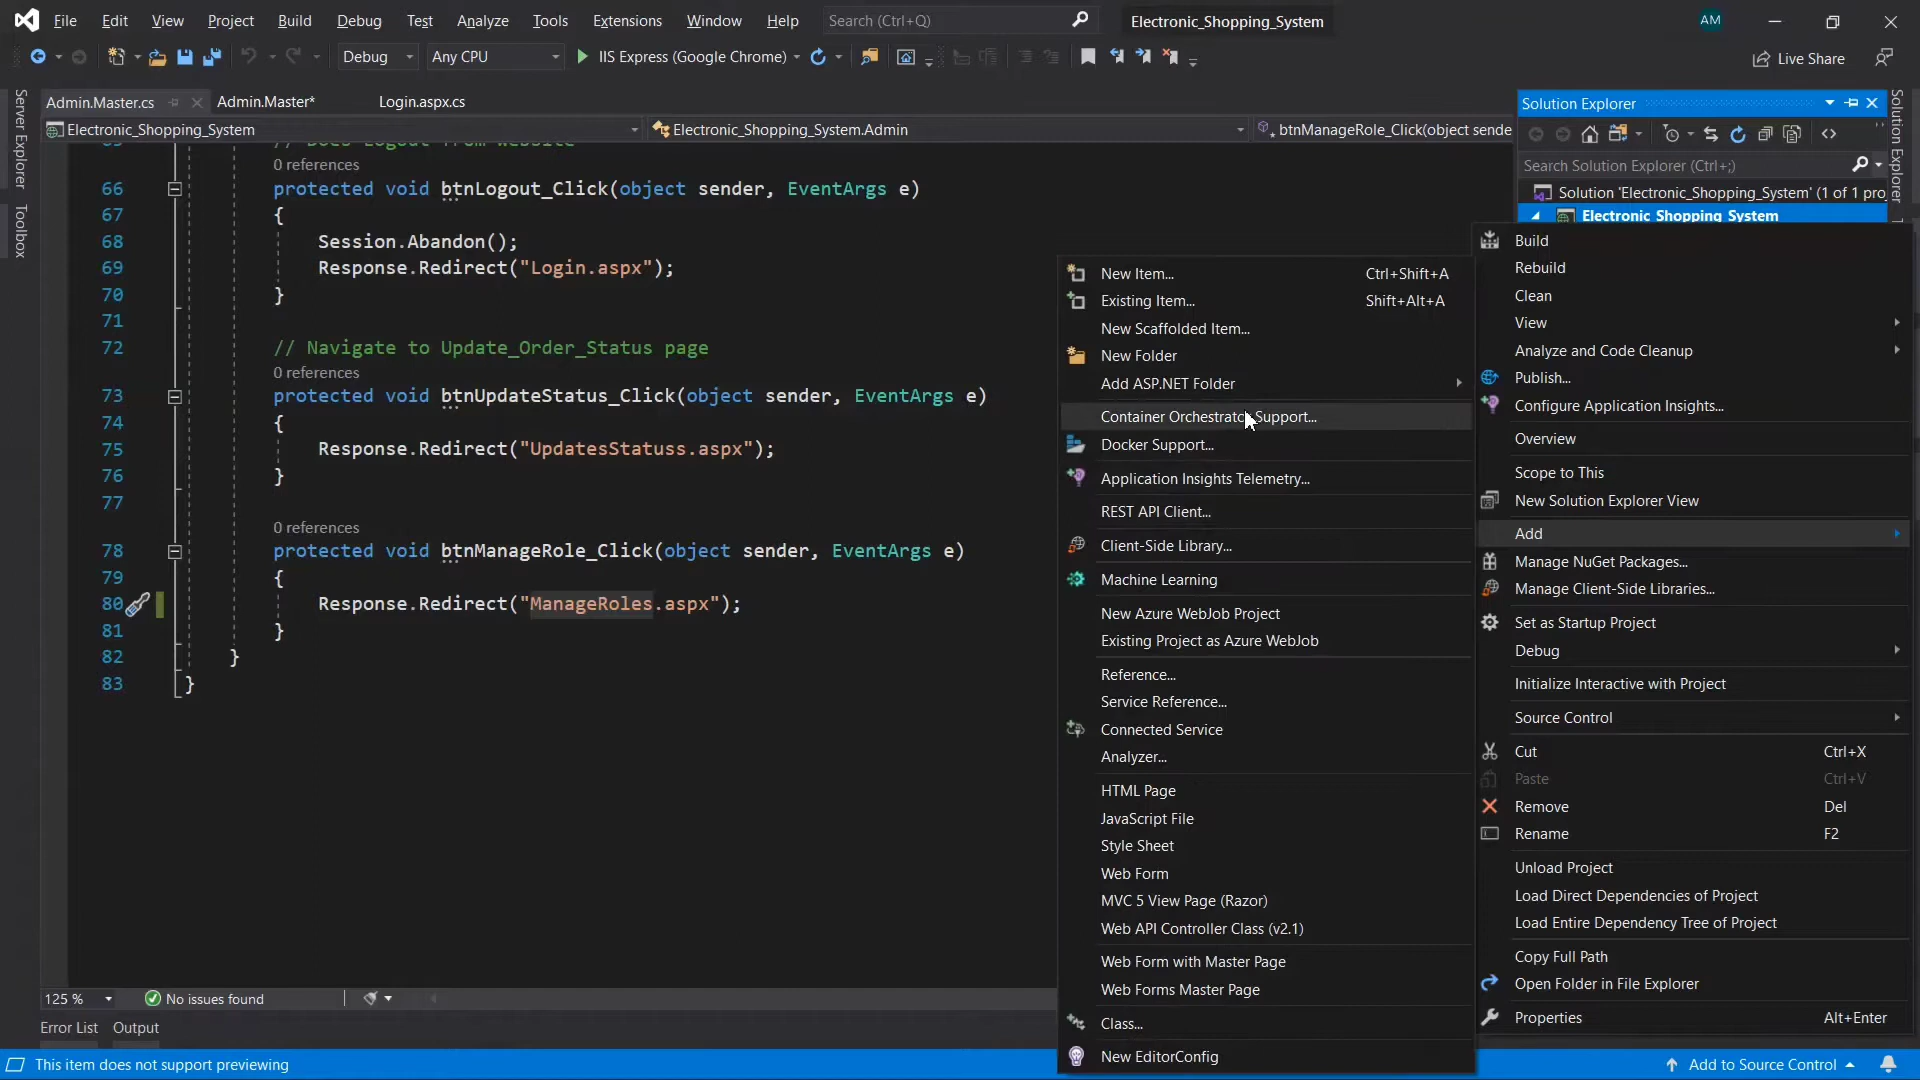 File Edit View Project Build Debug Test Analyze Tools Extensions Window Help Search (Ctrl+Q) Electronic_Shopping_System AM
Debug Any CPU IIS Express (Google Chrome) Live Share
Server Explorer
Toolbox
Admin.Master.cs Admin.Master* Login.aspx.cs
Electronic_Shopping_System Electronic_Shopping_System.Admin btnManageRole_Click(object sende
0 references
66 protected void btnLogout_Click(object sender, EventArgs e)
67 {
68 Session.Abandon();
69 Response.Redirect("Login.aspx");
70 }
71
72 // Navigate to Update_Order_Status page
0 references
73 protected void btnUpdateStatus_Click(object sender, EventArgs e)
74 {
75 Response.Redirect("UpdatesStatuss.aspx");
76 }
77
0 references
78 protected void btnManageRole_Click(object sender, EventArgs e)
79 {
80 Response.Redirect("ManageRoles.aspx");
81 }
82 }
83 }
125 % No issues found
Error List Output
This item does not support previewing
New Item... Ctrl+Shift+A
Existing Item... Shift+Alt+A
New Scaffolded Item...
New Folder
Add ASP.NET Folder
Container Orchestrator Support...
Docker Support...
Application Insights Telemetry...
REST API Client...
Client-Side Library...
Machine Learning
New Azure WebJob Project
Existing Project as Azure WebJob
Reference...
Service Reference...
Connected Service
Analyzer...
HTML Page
JavaScript File
Style Sheet
Web Form
MVC 5 View Page (Razor)
Web API Controller Class (v2.1)
Web Form with Master Page
Web Forms Master Page
Class...
New EditorConfig
Solution Explorer
Search Solution Explorer (Ctrl+;)
Solution 'Electronic_Shopping_System' (1 of 1 pro
Electronic_Shopping_System
Solution Explorer
Build
Rebuild
Clean
View
Analyze and Code Cleanup
Publish...
Configure Application Insights...
Overview
Scope to This
New Solution Explorer View
Add
Manage NuGet Packages...
Manage Client-Side Libraries...
Set as Startup Project
Debug
Initialize Interactive with Project
Source Control
Cut Ctrl+X
Paste Ctrl+V
Remove Del
Rename F2
Unload Project
Load Direct Dependencies of Project
Load Entire Dependency Tree of Project
Copy Full Path
Open Folder in File Explorer
Properties Alt+Enter
Add to Source Control